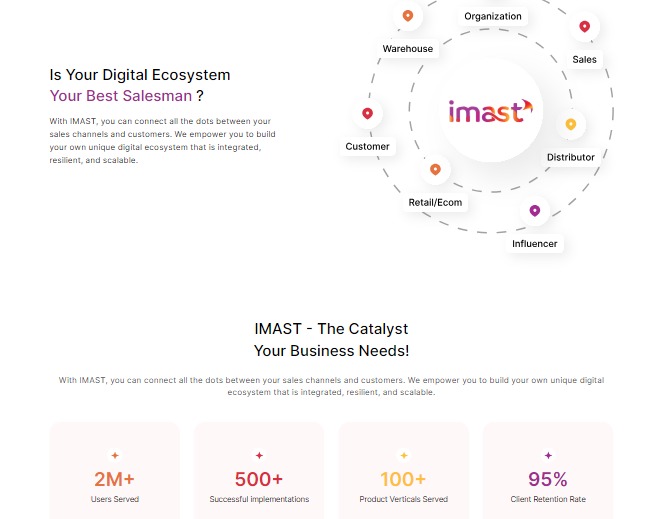 Organization
Warehouse
Sales
Is Your Digital Ecosystem
Your Best Salesman ?
With IMAST, you can connect all the dots between your
sales channels and customers. We empower you to build
your own unique digital ecosystem that is integrated,
resilient, and scalable.
imast
Customer
Distributor
Retail/Ecom
Influencer
IMAST - The Catalyst
Your Business Needs!
With IMAST, you can connect all the dots between your sales channels and customers. We empower you to build your own unique digital
ecosystem that is integrated, resilient, and scalable.
2M+
Users Served
500+
Successful implementations
100+
Product Verticals Served
95%
Client Retention Rate